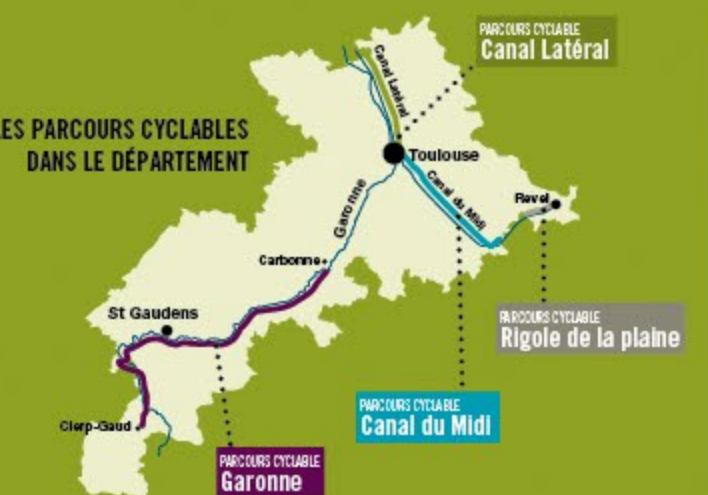 PARCOURS CYCLABLE
Canal Latéral
LES PARCOURS CYCLABLES
DANS LE DÉPARTEMENT
Canal Latéral
Toulouse
Canal du Midi
Revel
Garonne
Carbonne
St Gaudens
PARCOURS CYCLABLE
Rigole de la plaine
PARCOURS CYCLABLE
Canal du Midi
Cierp-Gaud
PARCOURS CYCLABLE
Garonne